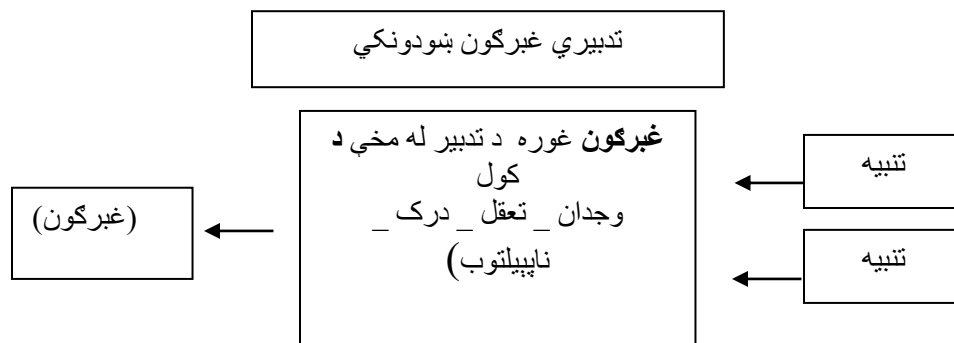 تدبيري غبرګون ښودونکي
غبرګون غوره د تدبير له مخې د
کول
وجدان _ تعقل _ درک _
ناپېيلتوب)
تنبيه
تنبيه
(غبرګون)